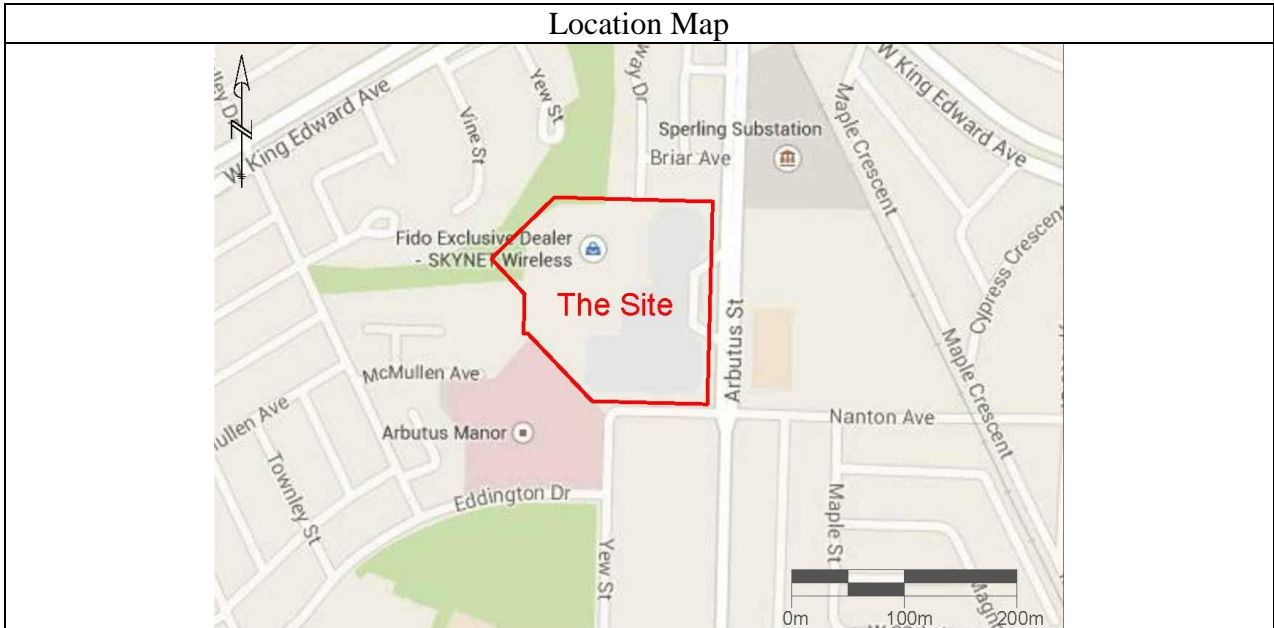 Location Map
N
W King Edward Ave
Vine St
Yew St
way Dr
Sperling Substation
Briar Ave
Maple Crescent
W King Edward Ave
Fido Exclusive Dealer
- SKYNET Wireless
The Site
Arbutus St
Cypress Crescent
Maple Crescent
McMullen Ave
ullen Ave
Arbutus Manor
Nanton Ave
Townley St
Eddington Dr
Yew St
Maple St
Magn
0m
100m
200m